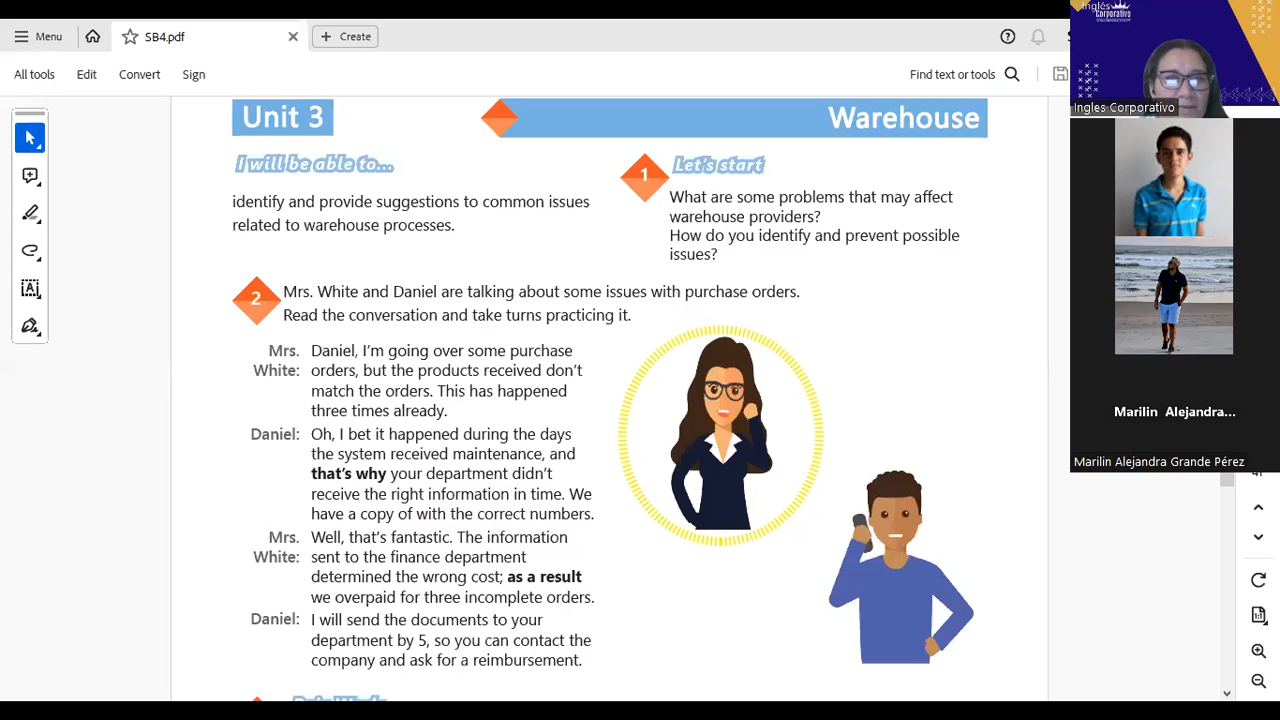 Menu
SB4.pdf
Create
All tools
Edit
Convert
Sign
Find text or tools
Unit 3
Warehouse
I will be able to...
identify and provide suggestions to common issues
related to warehouse processes.
1
Let's start
What are some problems that may affect
warehouse providers?
How do you identify and prevent possible
issues?
2
Mrs. White and Daniel are talking about some issues with purchase orders.
Read the conversation and take turns practicing it.
Mrs. Daniel, I'm going over some purchase
White: orders, but the products received don't
match the orders. This has happened
three times already.
Daniel: Oh, I bet it happened during the days
the system received maintenance, and
that's why your department didn't
receive the right information in time. We
have a copy of with the correct numbers.
Mrs. Well, that's fantastic. The information
White: sent to the finance department
determined the wrong cost; as a result
we overpaid for three incomplete orders.
Daniel: I will send the documents to your
department by 5, so you can contact the
company and ask for a reimbursement.
Inglés
corporativo
Ingles Corporativo
Marilin Alejandra...
Marilin Alejandra Grande Pérez
1:1